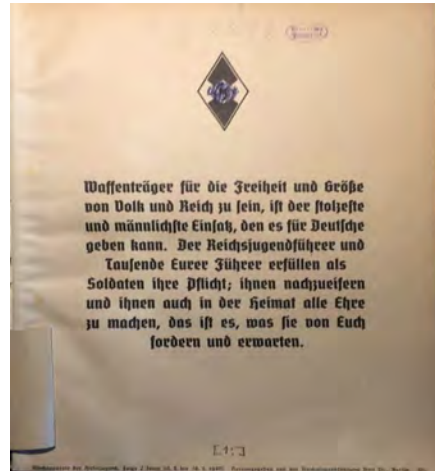 Waffenträger für die Freiheit und Größe
von Volk und Reich zu sein, ist der stolzeste
und männlichste Einsatz, den es für Deutsche
geben kann. Der Reichsjugendführer und
Tausende Eurer Führer erfüllen als
Soldaten ihre Pflicht; ihnen nachzueifern
und ihnen auch in der Heimat alle Ehre
zu machen, das ist es, was sie von Euch
fordern und erwarten.